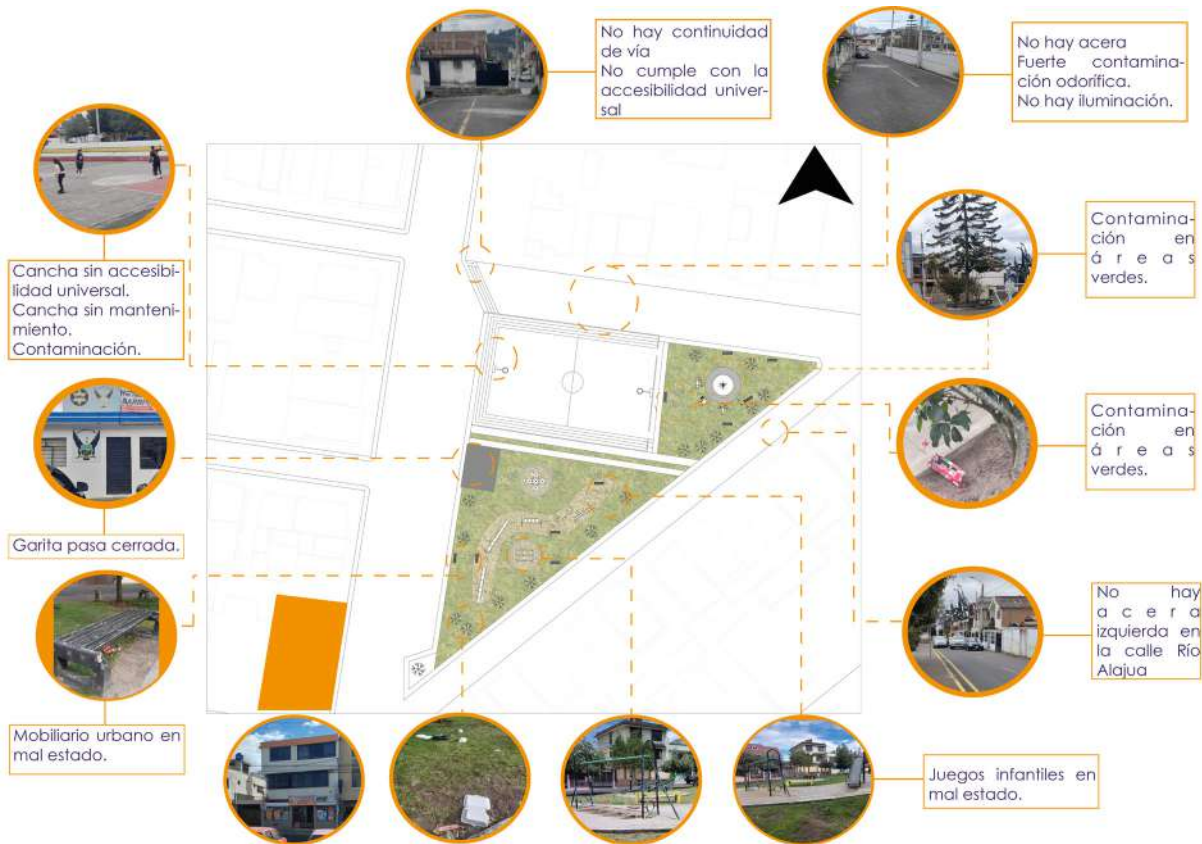 No hay continuidad
de vía
No cumple con la
accesibilidad univer-
sal
No hay acera
Fuerte contamina-
ción odorífica.
No hay iluminación.
Cancha sin accesibi-
lidad universal.
Cancha sin manteni-
miento.
Contaminación.
Contamina-
ción en
áreas
verdes.
Contamina-
ción en
áreas
verdes.
Garita pasa cerrada.
No hay
acera
izquierda en
la calle Río
Alajua
Mobiliario urbano en
mal estado.
Juegos infantiles en
mal estado.